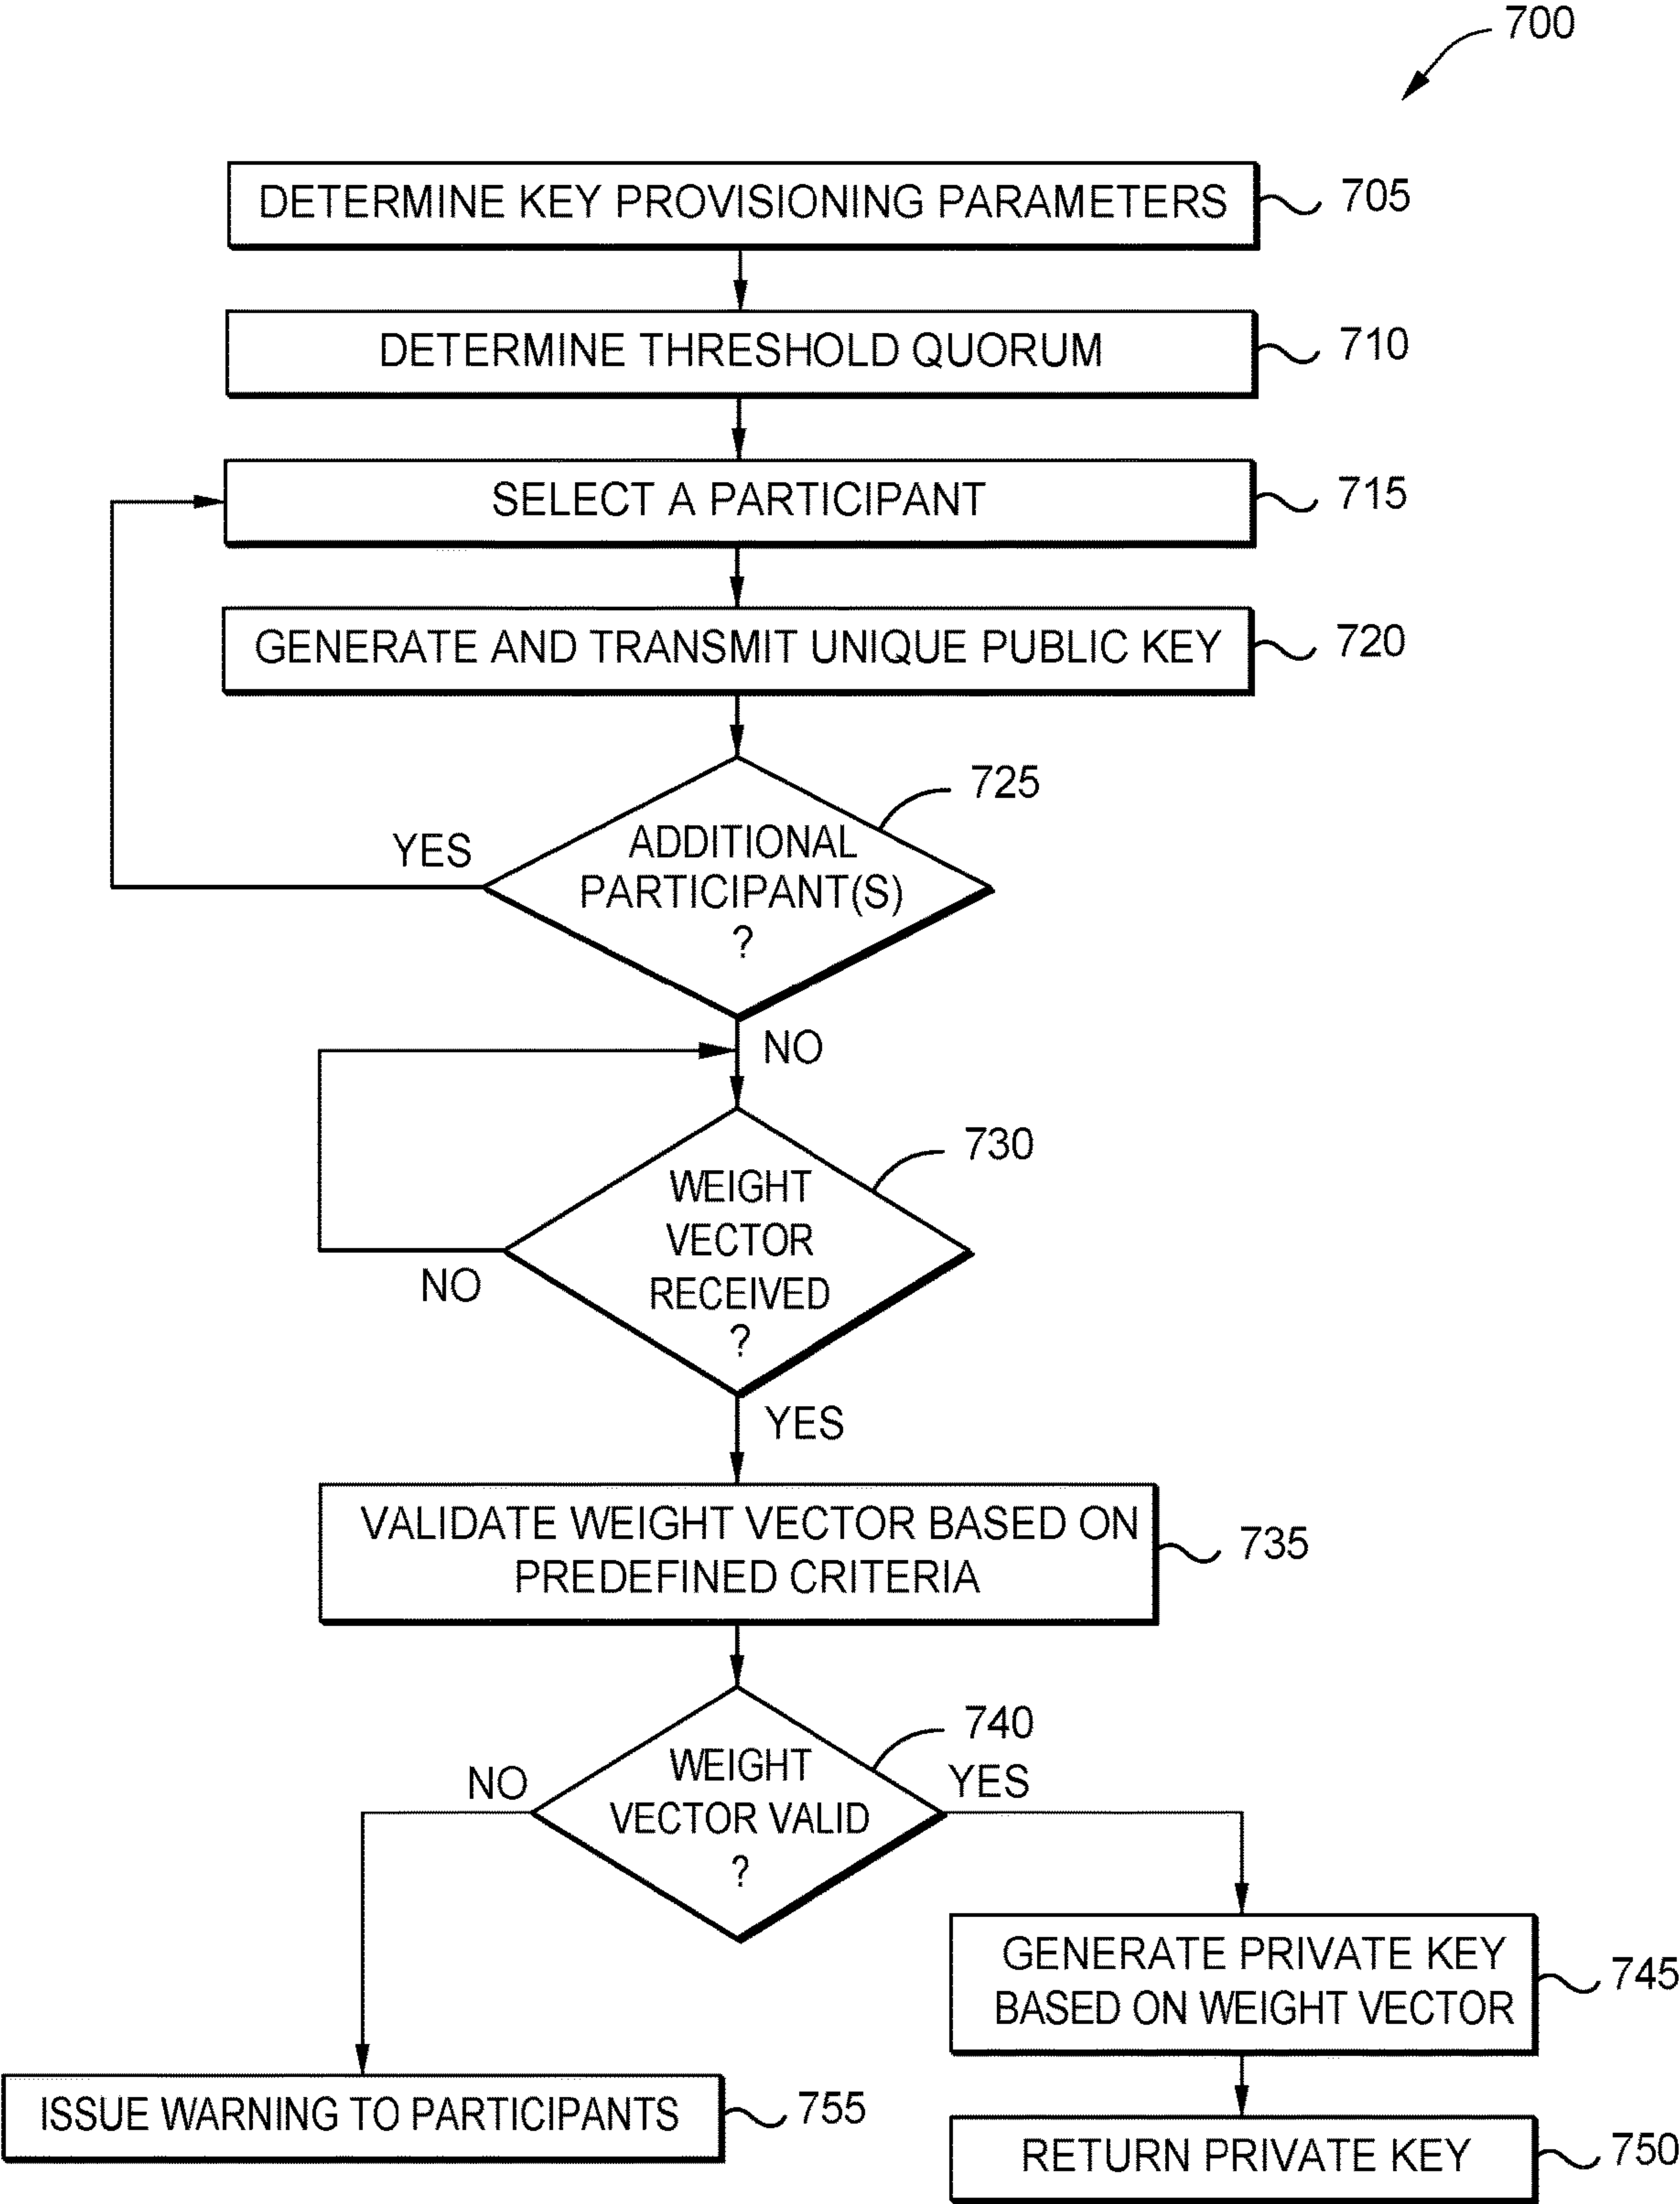 700
DETERMINE KEY PROVISIONING PARAMETERS
705
DETERMINE THRESHOLD QUORUM
710
SELECT A PARTICIPANT
715
GENERATE AND TRANSMIT UNIQUE PUBLIC KEY
720
725
YES
ADDITIONAL
PARTICIPANT(S)
?
NO
730
WEIGHT
VECTOR
RECEIVED
?
NO
YES
VALIDATE WEIGHT VECTOR BASED ON
PREDEFINED CRITERIA
735
740
NO
WEIGHT
VECTOR VALID
?
YES
GENERATE PRIVATE KEY
BASED ON WEIGHT VECTOR
745
ISSUE WARNING TO PARTICIPANTS
755
RETURN PRIVATE KEY
750